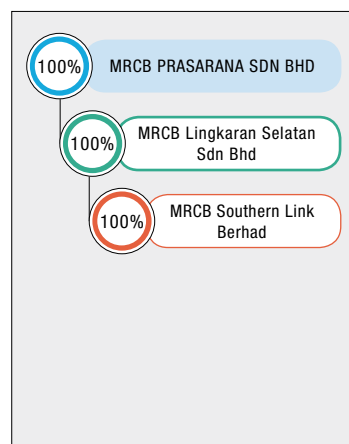 100%
MRCB PRASARANA SDN BHD
100%
MRCB Lingkaran Selatan
Sdn Bhd
100%
MRCB Southern Link
Berhad